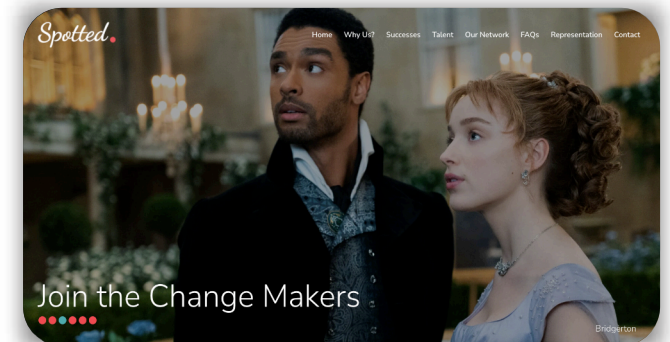 Spotted.
Home Why Us? Successes Talent Our Network FAQs Representation Contact
Join the Change Makers
Bridgerton